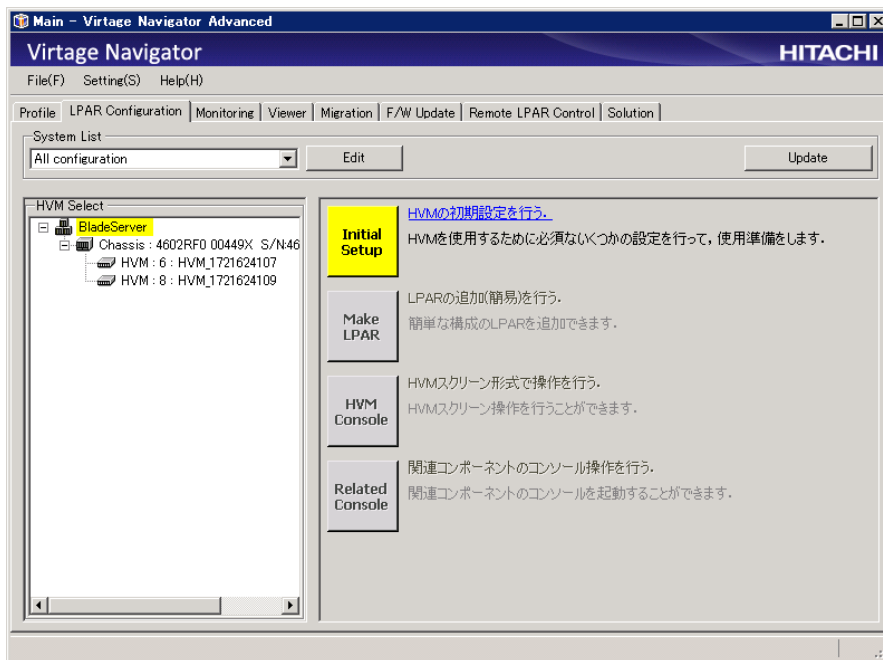 Main - Virtage Navigator Advanced
Virtage Navigator
HITACHI
File(F) Setting(S) Help(H)
Profile LPAR Configuration Monitoring Viewer Migration F/W Update Remote LPAR Control Solution
System List
All configuration Edit Update
HVM Select
BladeServer
Chassis : 4602RF0 00449X S/N:46
HVM : 6 : HVM_1721624107
HVM : 8 : HVM_1721624109
Initial Setup
HVMの初期設定を行う.
HVMを使用するために必須ないくつかの設定を行って,使用準備をします.
Make LPAR
LPARの追加(簡易)を行う.
簡単な構成のLPARを追加できます.
HVM Console
HVMスクリーン形式で操作を行う.
HVMスクリーン操作を行うことができます.
Related Console
関連コンポーネントのコンソール操作を行う.
関連コンポーネントのコンソールを起動することができます.